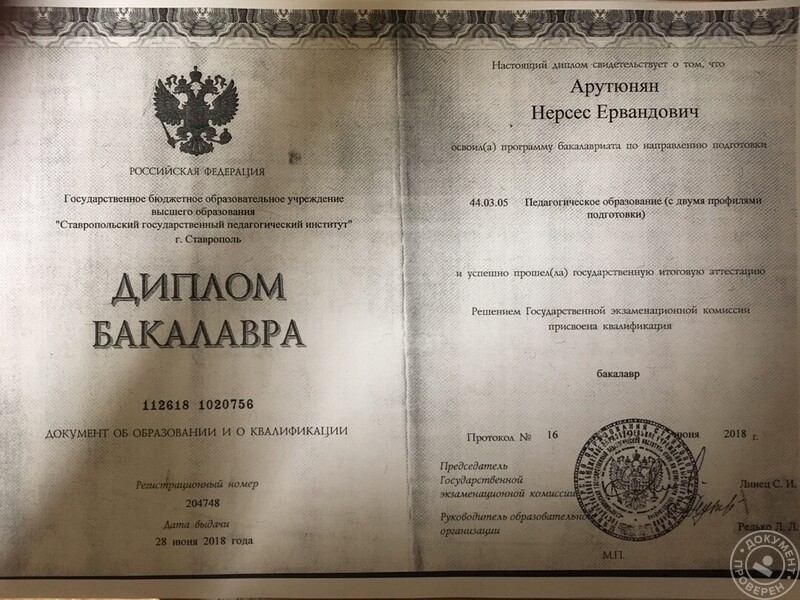 РОССИЙСКАЯ ФЕДЕРАЦИЯ
Государственное бюджетное образовательное учреждение
высшего образования
"Ставропольский государственный педагогический институт"
г. Ставрополь
ДИПЛОМ
БАКАЛАВРА
112618 1020756
ДОКУМЕНТ ОБ ОБРАЗОВАНИИ И О КВАЛИФИКАЦИИ
Регистрационный номер
204748
Дата выдачи
28 июня 2018 года
Настоящий диплом свидетельствует о том, что
Арутюнян
Нерсес Ервандович
освоил(а) программу бакалавриата по направлению подготовки
44.03.05 Педагогическое образование (с двумя профилями
подготовки)
и успешно прошел(ла) государственную итоговую аттестацию
Решением Государственной экзаменационной комиссии
присвоена квалификация
бакалавр
Протокол № 16 июня 2018 г.
Председатель
Государственной
экзаменационной комиссии
Линец С. И.
Руководитель образовательной
организации
Редько Л. Л.
М.П.
ДОКУМЕНТ
ПРОВЕРЕН